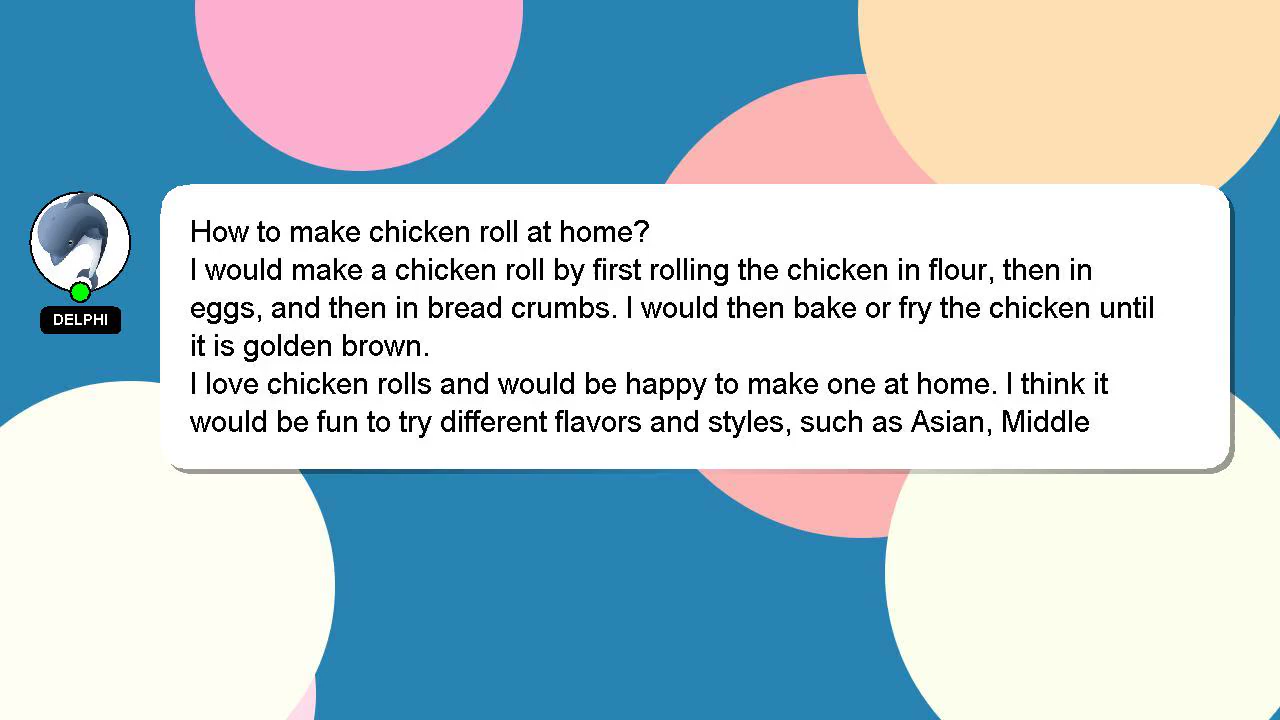 How to make chicken roll at home?
I would make a chicken roll by first rolling the chicken in flour, then in
eggs, and then in bread crumbs. I would then bake or fry the chicken until
it is golden brown.
I love chicken rolls and would be happy to make one at home. I think it
would be fun to try different flavors and styles, such as Asian, Middle
DELPHI